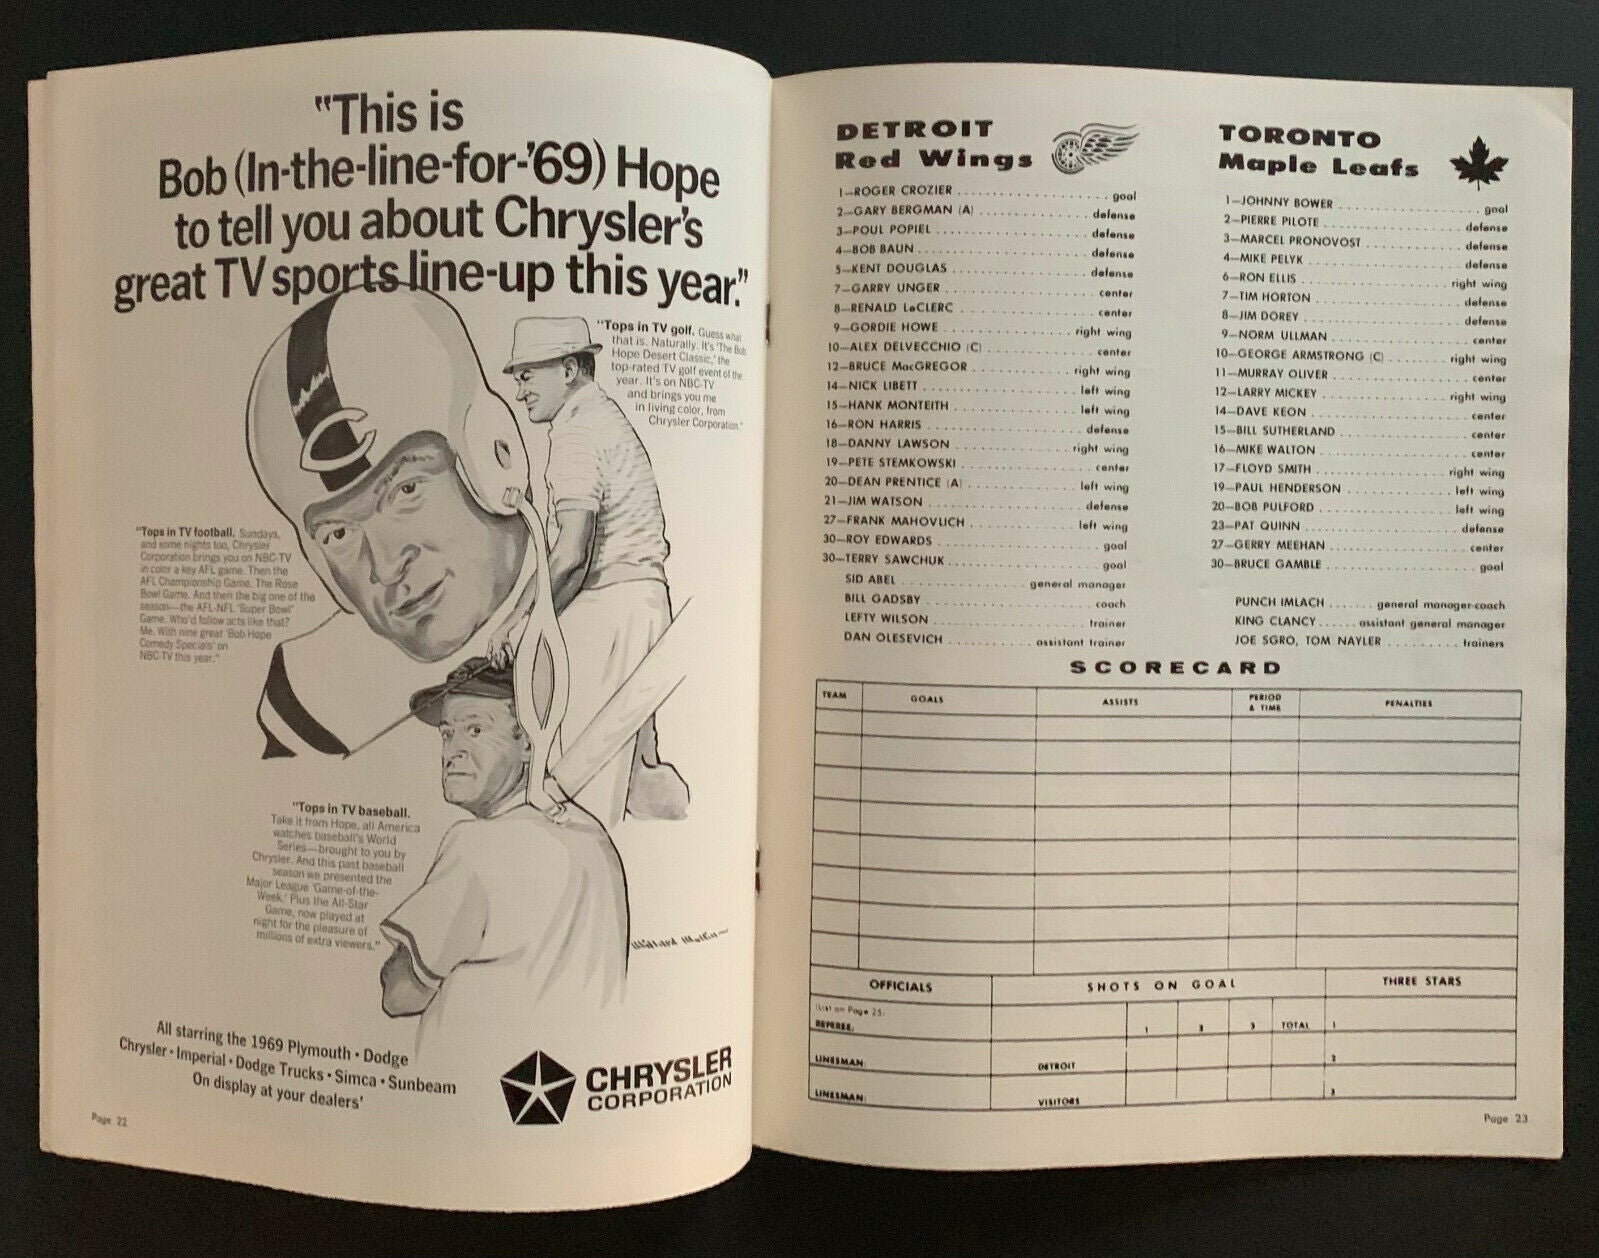 "This is
Bob (In-the-line-for-'69) Hope
to tell you about Chrysler's
great TV sports line-up this year."
"Tops in TV golf. Guess what
that is. Naturally. It's 'The Bob
Hope Desert Classic,' the
top-rated TV golf event of the
year. It's on NBC-TV
and brings you me
in living color, from
Chrysler Corporation."
"Tops in TV football. Sundays,
and some nights too, Chrysler
Corporation brings you on NBC-TV
in color a key AFL game. Then the
AFL Championship Game. The Rose
Bowl Game. And then the big one of the
season—the AFL-NFL 'Super Bowl'
Game. Who'd follow acts like that?
Me. With nine great 'Bob Hope
Comedy Specials' on
NBC-TV this year."
"Tops in TV baseball.
Take it from Hope, all America
watches baseball's World
Series—brought to you by
Chrysler. And this past baseball
season we presented the
Major League 'Game-of-the-
Week.' Plus the All-Star
Game, now played at
night for the pleasure of
millions of extra viewers."
All starring the 1969 Plymouth • Dodge
Chrysler • Imperial • Dodge Trucks • Simca • Sunbeam
On display at your dealers'
CHRYSLER
CORPORATION
Page 22
DETROIT
Red Wings
1—ROGER CROZIER goal
2—GARY BERGMAN (A) defense
3—POUL POPIEL defense
4—BOB BAUN defense
5—KENT DOUGLAS defense
7—GARRY UNGER center
8—RENALD LeCLERC center
9—GORDIE HOWE right wing
10—ALEX DELVECCHIO (C) center
12—BRUCE MacGREGOR right wing
14—NICK LIBETT left wing
15—HANK MONTEITH left wing
16—RON HARRIS defense
18—DANNY LAWSON right wing
19—PETE STEMKOWSKI center
20—DEAN PRENTICE (A) left wing
21—JIM WATSON defense
27—FRANK MAHOVLICH left wing
30—ROY EDWARDS goal
30—TERRY SAWCHUK goal
SID ABEL general manager
BILL GADSBY coach
LEFTY WILSON trainer
DAN OLESEVICH assistant trainer
TORONTO
Maple Leafs
1—JOHNNY BOWER goal
2—PIERRE PILOTE defense
3—MARCEL PRONOVOST defense
4—MIKE PELYK defense
6—RON ELLIS right wing
7—TIM HORTON defense
8—JIM DOREY defense
9—NORM ULLMAN center
10—GEORGE ARMSTRONG (C) right wing
11—MURRAY OLIVER center
12—LARRY MICKEY right wing
14—DAVE KEON center
15—BILL SUTHERLAND center
16—MIKE WALTON center
17—FLOYD SMITH right wing
19—PAUL HENDERSON left wing
20—BOB PULFORD left wing
23—PAT QUINN defense
27—GERRY MEEHAN center
30—BRUCE GAMBLE goal
PUNCH IMLACH general manager-coach
KING CLANCY assistant general manager
JOE SGRO, TOM NAYLER trainers
SCORECARD
TEAM GOALS ASSISTS PERIOD & TIME PENALTIES
OFFICIALS SHOTS ON GOAL THREE STARS
(List on Page 25)
REFEREE: 1 2 3 TOTAL 1
LINESMAN: DETROIT 2
LINESMAN: VISITORS 3
Page 23